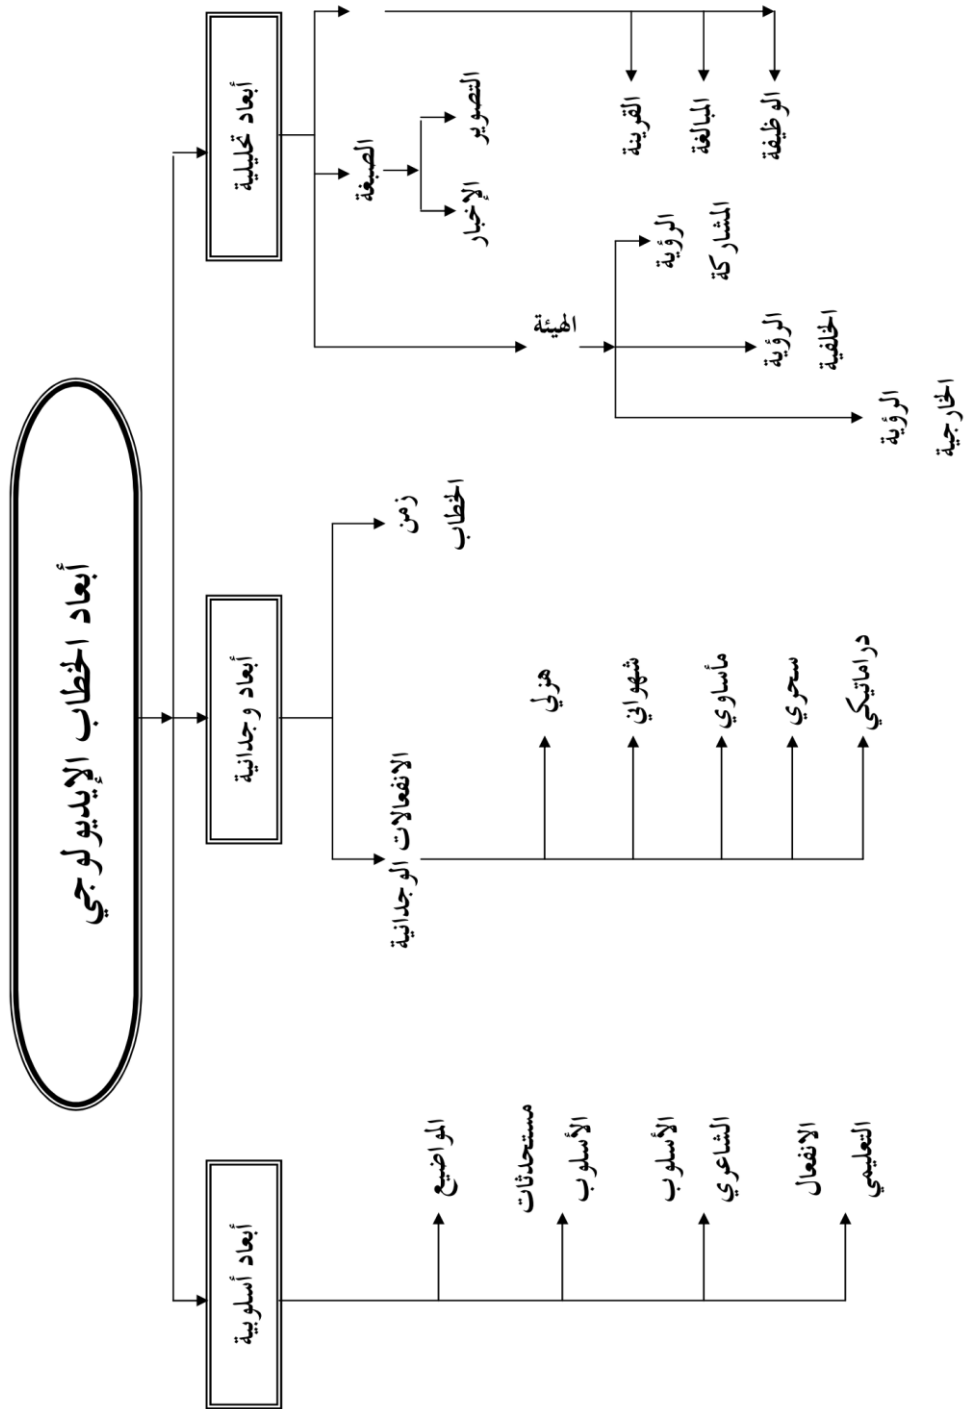 أبعاد الخطاب الإيديولوجي
أبعاد تحليلية
أبعاد وجدانية
أبعاد أسلوبية
القرينة
المبالغة
الوظيفة
الصبغة
التصوير
الإخبار
الهيئة
الرؤية
المشاركة
الرؤية
الخلفية
الرؤية
الخارجية
زمن
الخطاب
الانفعالات الوجدانية
هزلي
شهواني
مأساوي
سحري
دراماتيكي
المواضيع
مستحدثات
الأسلوب
الأسلوب
الشاعري
الانفعال
التعليمي